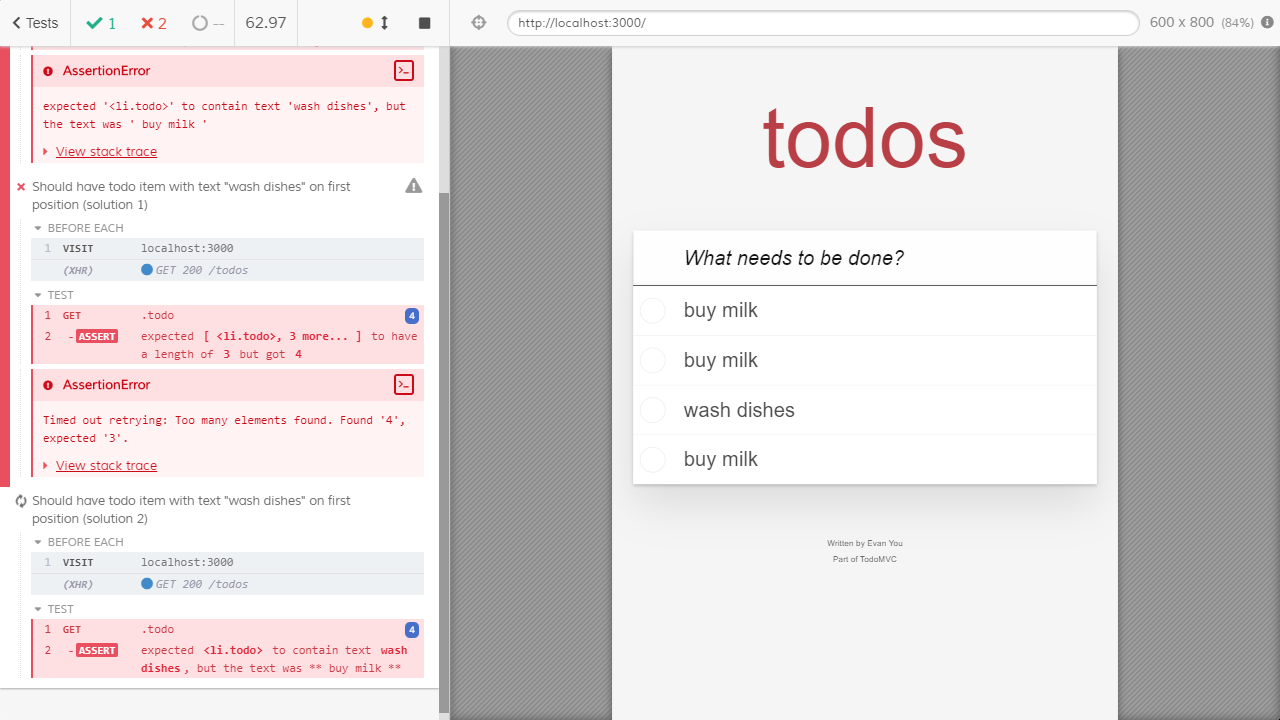 Tests
1
2
--
62.97
http://localhost:3000/
600 x 800 (84%)
AssertionError
expected '<li.todo>' to contain text 'wash dishes', but
the text was ' buy milk '
View stack trace
Should have todo item with text "wash dishes" on first
position (solution 1)
BEFORE EACH
1 VISIT localhost:3000
(XHR) GET 200 /todos
TEST
1 GET .todo 4
2 -ASSERT expected [ <li.todo>, 3 more... ] to have
a length of 3 but got 4
AssertionError
Timed out retrying: Too many elements found. Found '4',
expected '3'.
View stack trace
Should have todo item with text "wash dishes" on first
position (solution 2)
BEFORE EACH
1 VISIT localhost:3000
(XHR) GET 200 /todos
TEST
1 GET .todo 4
2 -ASSERT expected <li.todo> to contain text wash
dishes, but the text was ** buy milk **
todos
What needs to be done?
buy milk
buy milk
wash dishes
buy milk
Written by Evan You
Part of TodoMVC